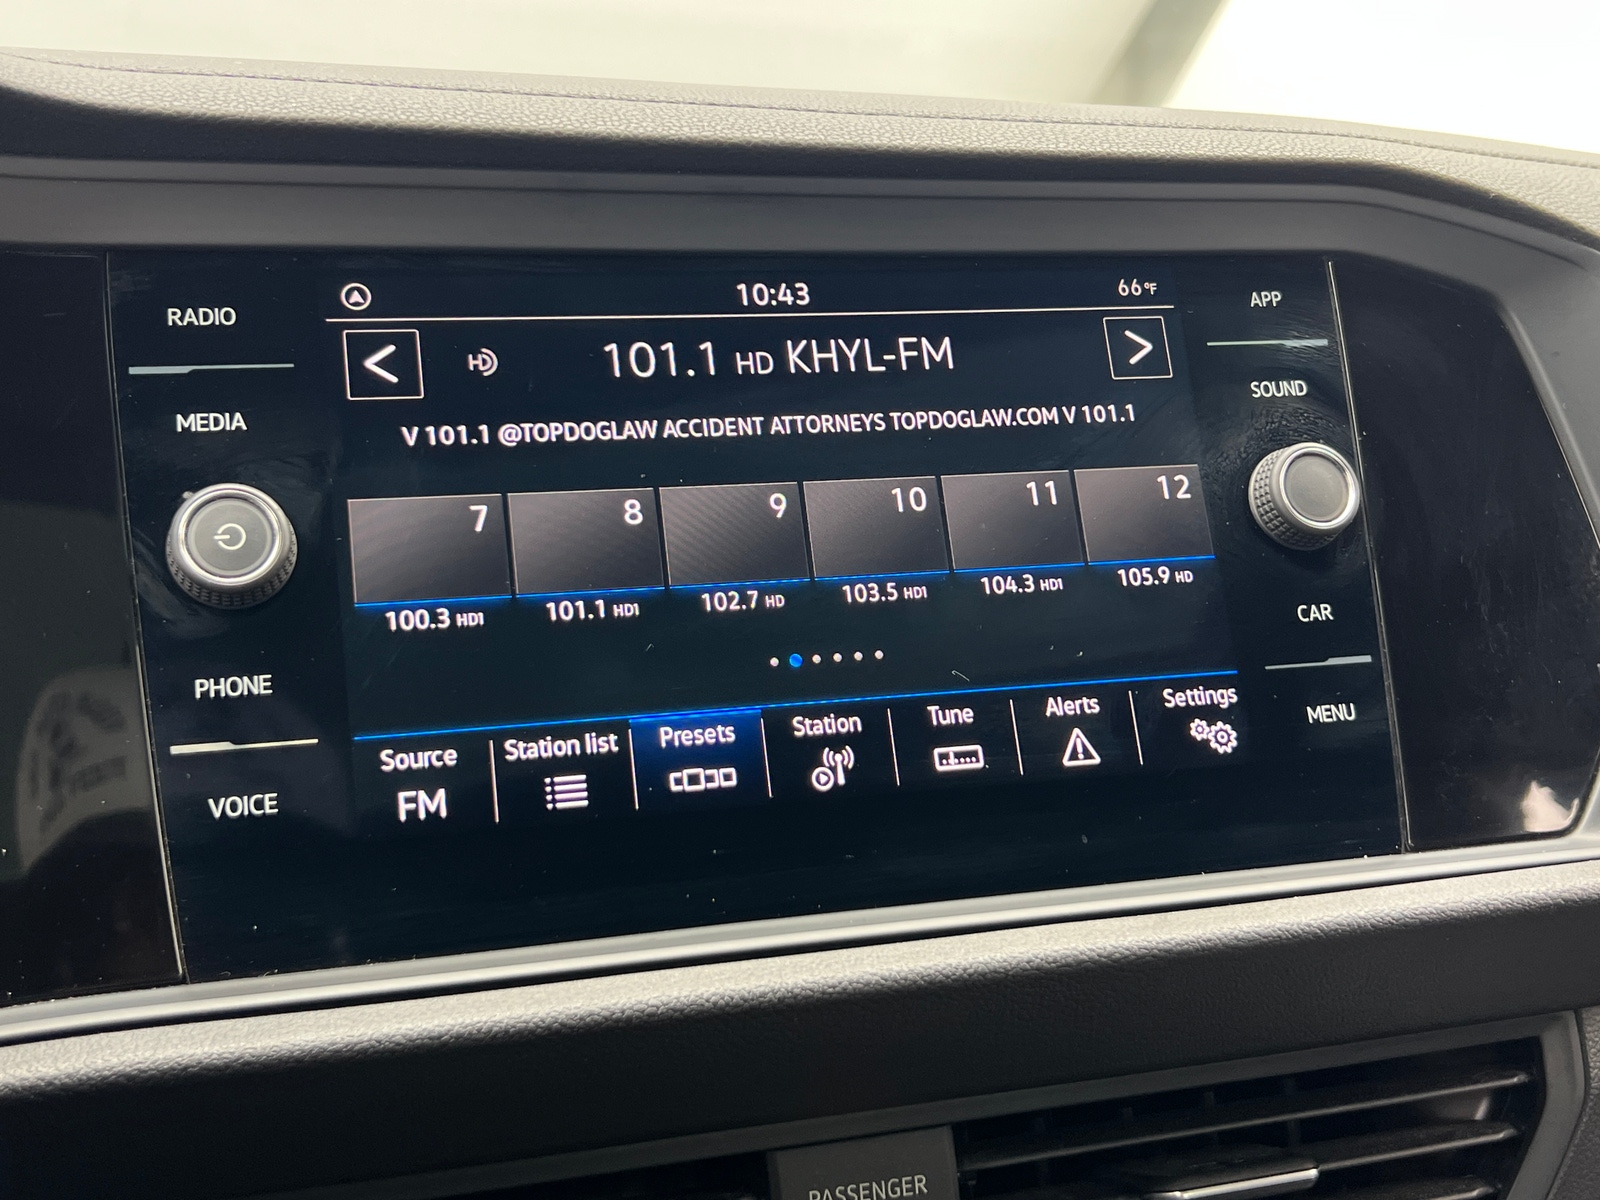 10:43
66°F
RADIO
MEDIA
PHONE
VOICE
HD
101.1 HD KHYL-FM
V 101.1 @TOPDOGLAW ACCIDENT ATTORNEYS TOPDOGLAW.COM V 101.1
7 8 9 10 11 12
100.3 HD1 101.1 HD1 102.7 HD 103.5 HD1 104.3 HD1 105.9 HD
Source Station list Presets Station Tune Alerts Settings
FM
APP
SOUND
CAR
MENU
PASSENGER